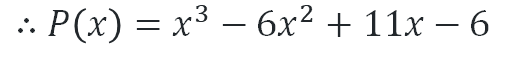 ∴ P(x) = x³ − 6x² + 11x − 6